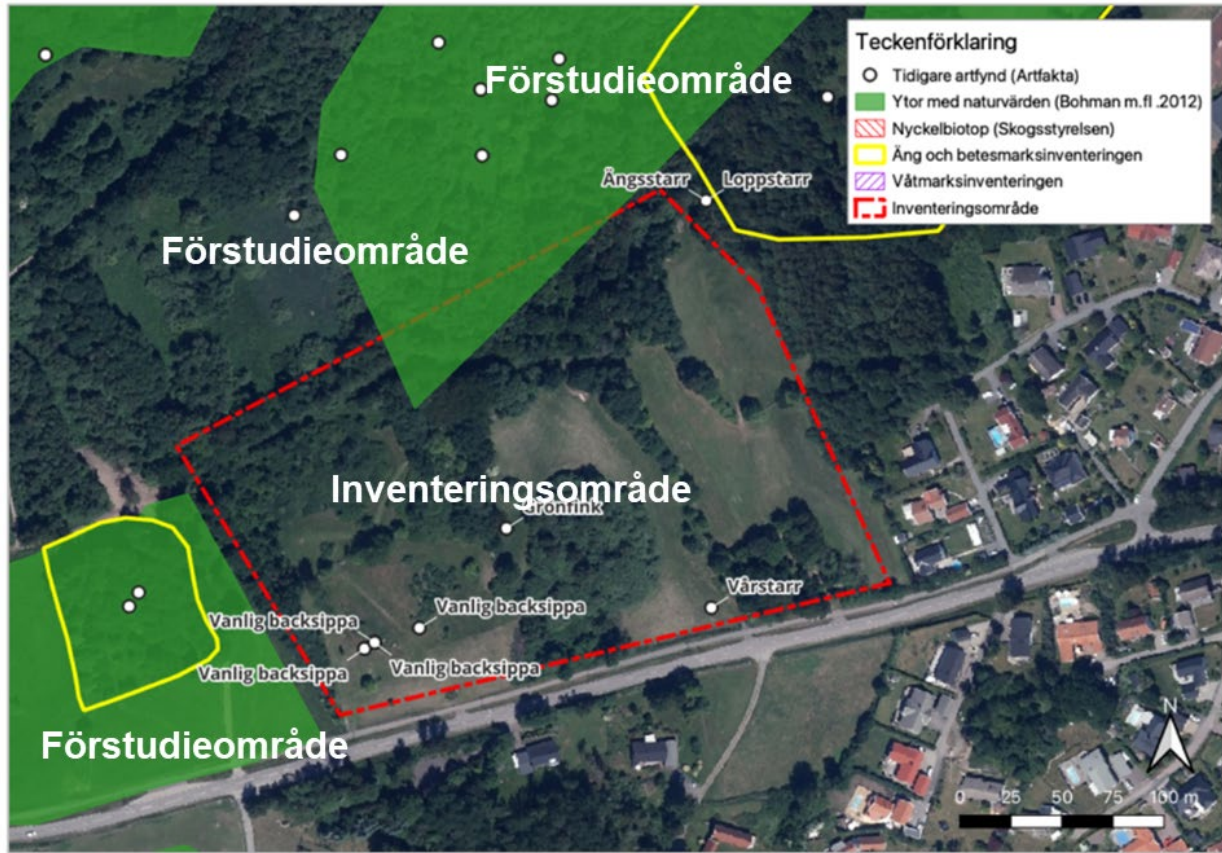 Teckenförklaring
Tidigare artfynd (Artfakta)
Ytor med naturvärden (Bohman m.fl .2012)
Nyckelbiotop (Skogsstyrelsen)
Äng och betesmarksinventeringen
Våtmarksinventeringen
Inventeringsområde
Förstudieområde
Ängsstarr
Loppstarr
Förstudieområde
Inventeringsområde
Grönfink
Vårstarr
Vanlig backsippa
Vanlig backsippa
Vanlig backsippa
Vanlig backsippa
Förstudieområde
N
0 25 50 75 100 m